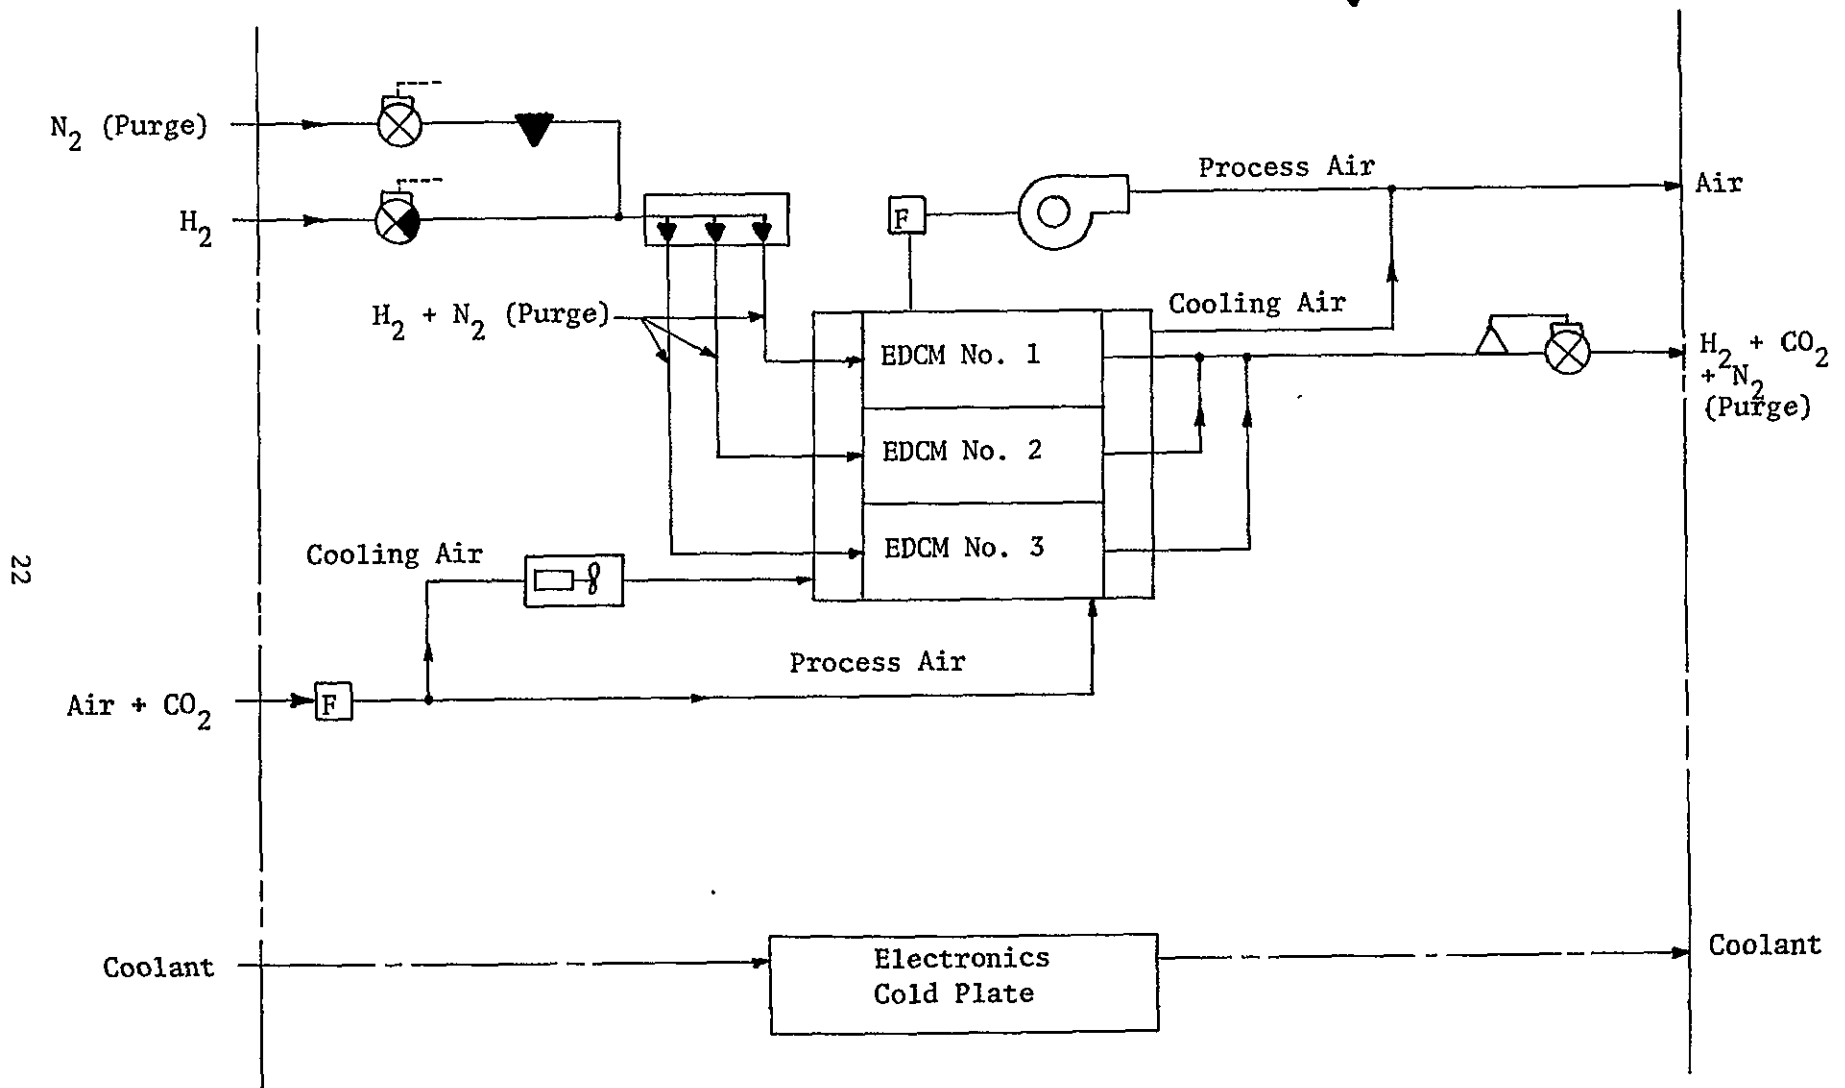 N2 (Purge)
H2
H2 + N2 (Purge)
F
Process Air
Air
Cooling Air
EDCM No. 1
EDCM No. 2
EDCM No. 3
H2 + CO2
+ N2
(Purge)
Cooling Air
Process Air
Air + CO2
F
22
Coolant
Electronics
Cold Plate
Coolant